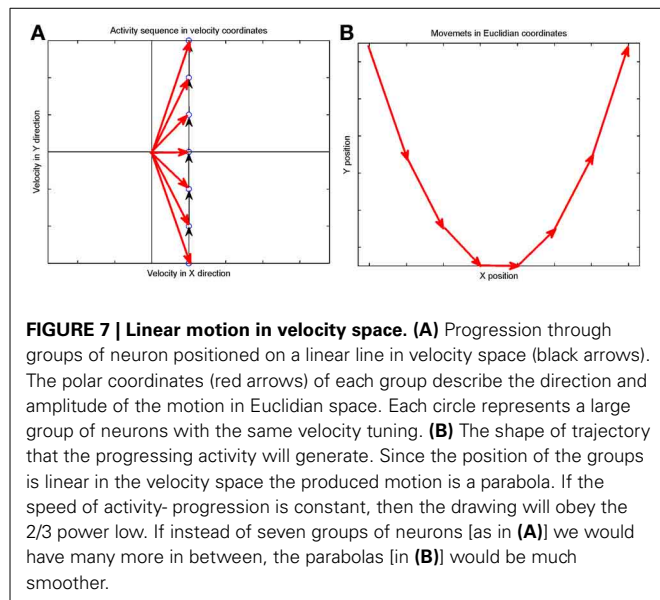 A
Activity sequence in velocity coordinates
Velocity in Y direction
Velocity in X direction
B
Movemets in Euclidian coordinates
Y position
X position
FIGURE 7 | Linear motion in velocity space. (A) Progression through
groups of neuron positioned on a linear line in velocity space (black arrows).
The polar coordinates (red arrows) of each group describe the direction and
amplitude of the motion in Euclidian space. Each circle represents a large
group of neurons with the same velocity tuning. (B) The shape of trajectory
that the progressing activity will generate. Since the position of the groups
is linear in the velocity space the produced motion is a parabola. If the
speed of activity- progression is constant, then the drawing will obey the
2/3 power low. If instead of seven groups of neurons [as in (A)] we would
have many more in between, the parabolas [in (B)] would be much
smoother.